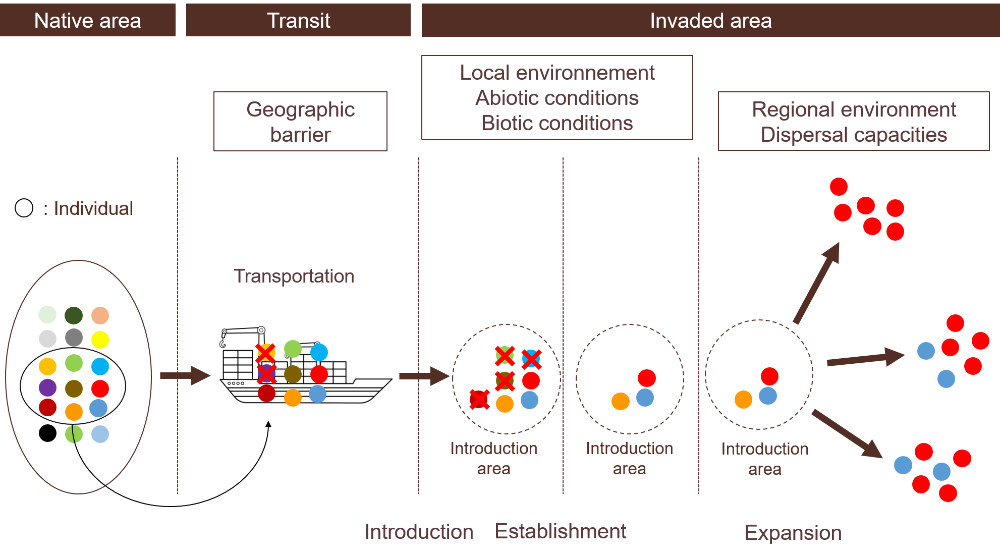 Native area
Transit
Invaded area
Local environnement
Abiotic conditions
Biotic conditions
Geographic
barrier
Regional environment
Dispersal capacities
: Individual
Transportation
Introduction
area
Introduction
area
Introduction
area
Introduction
Establishment
Expansion